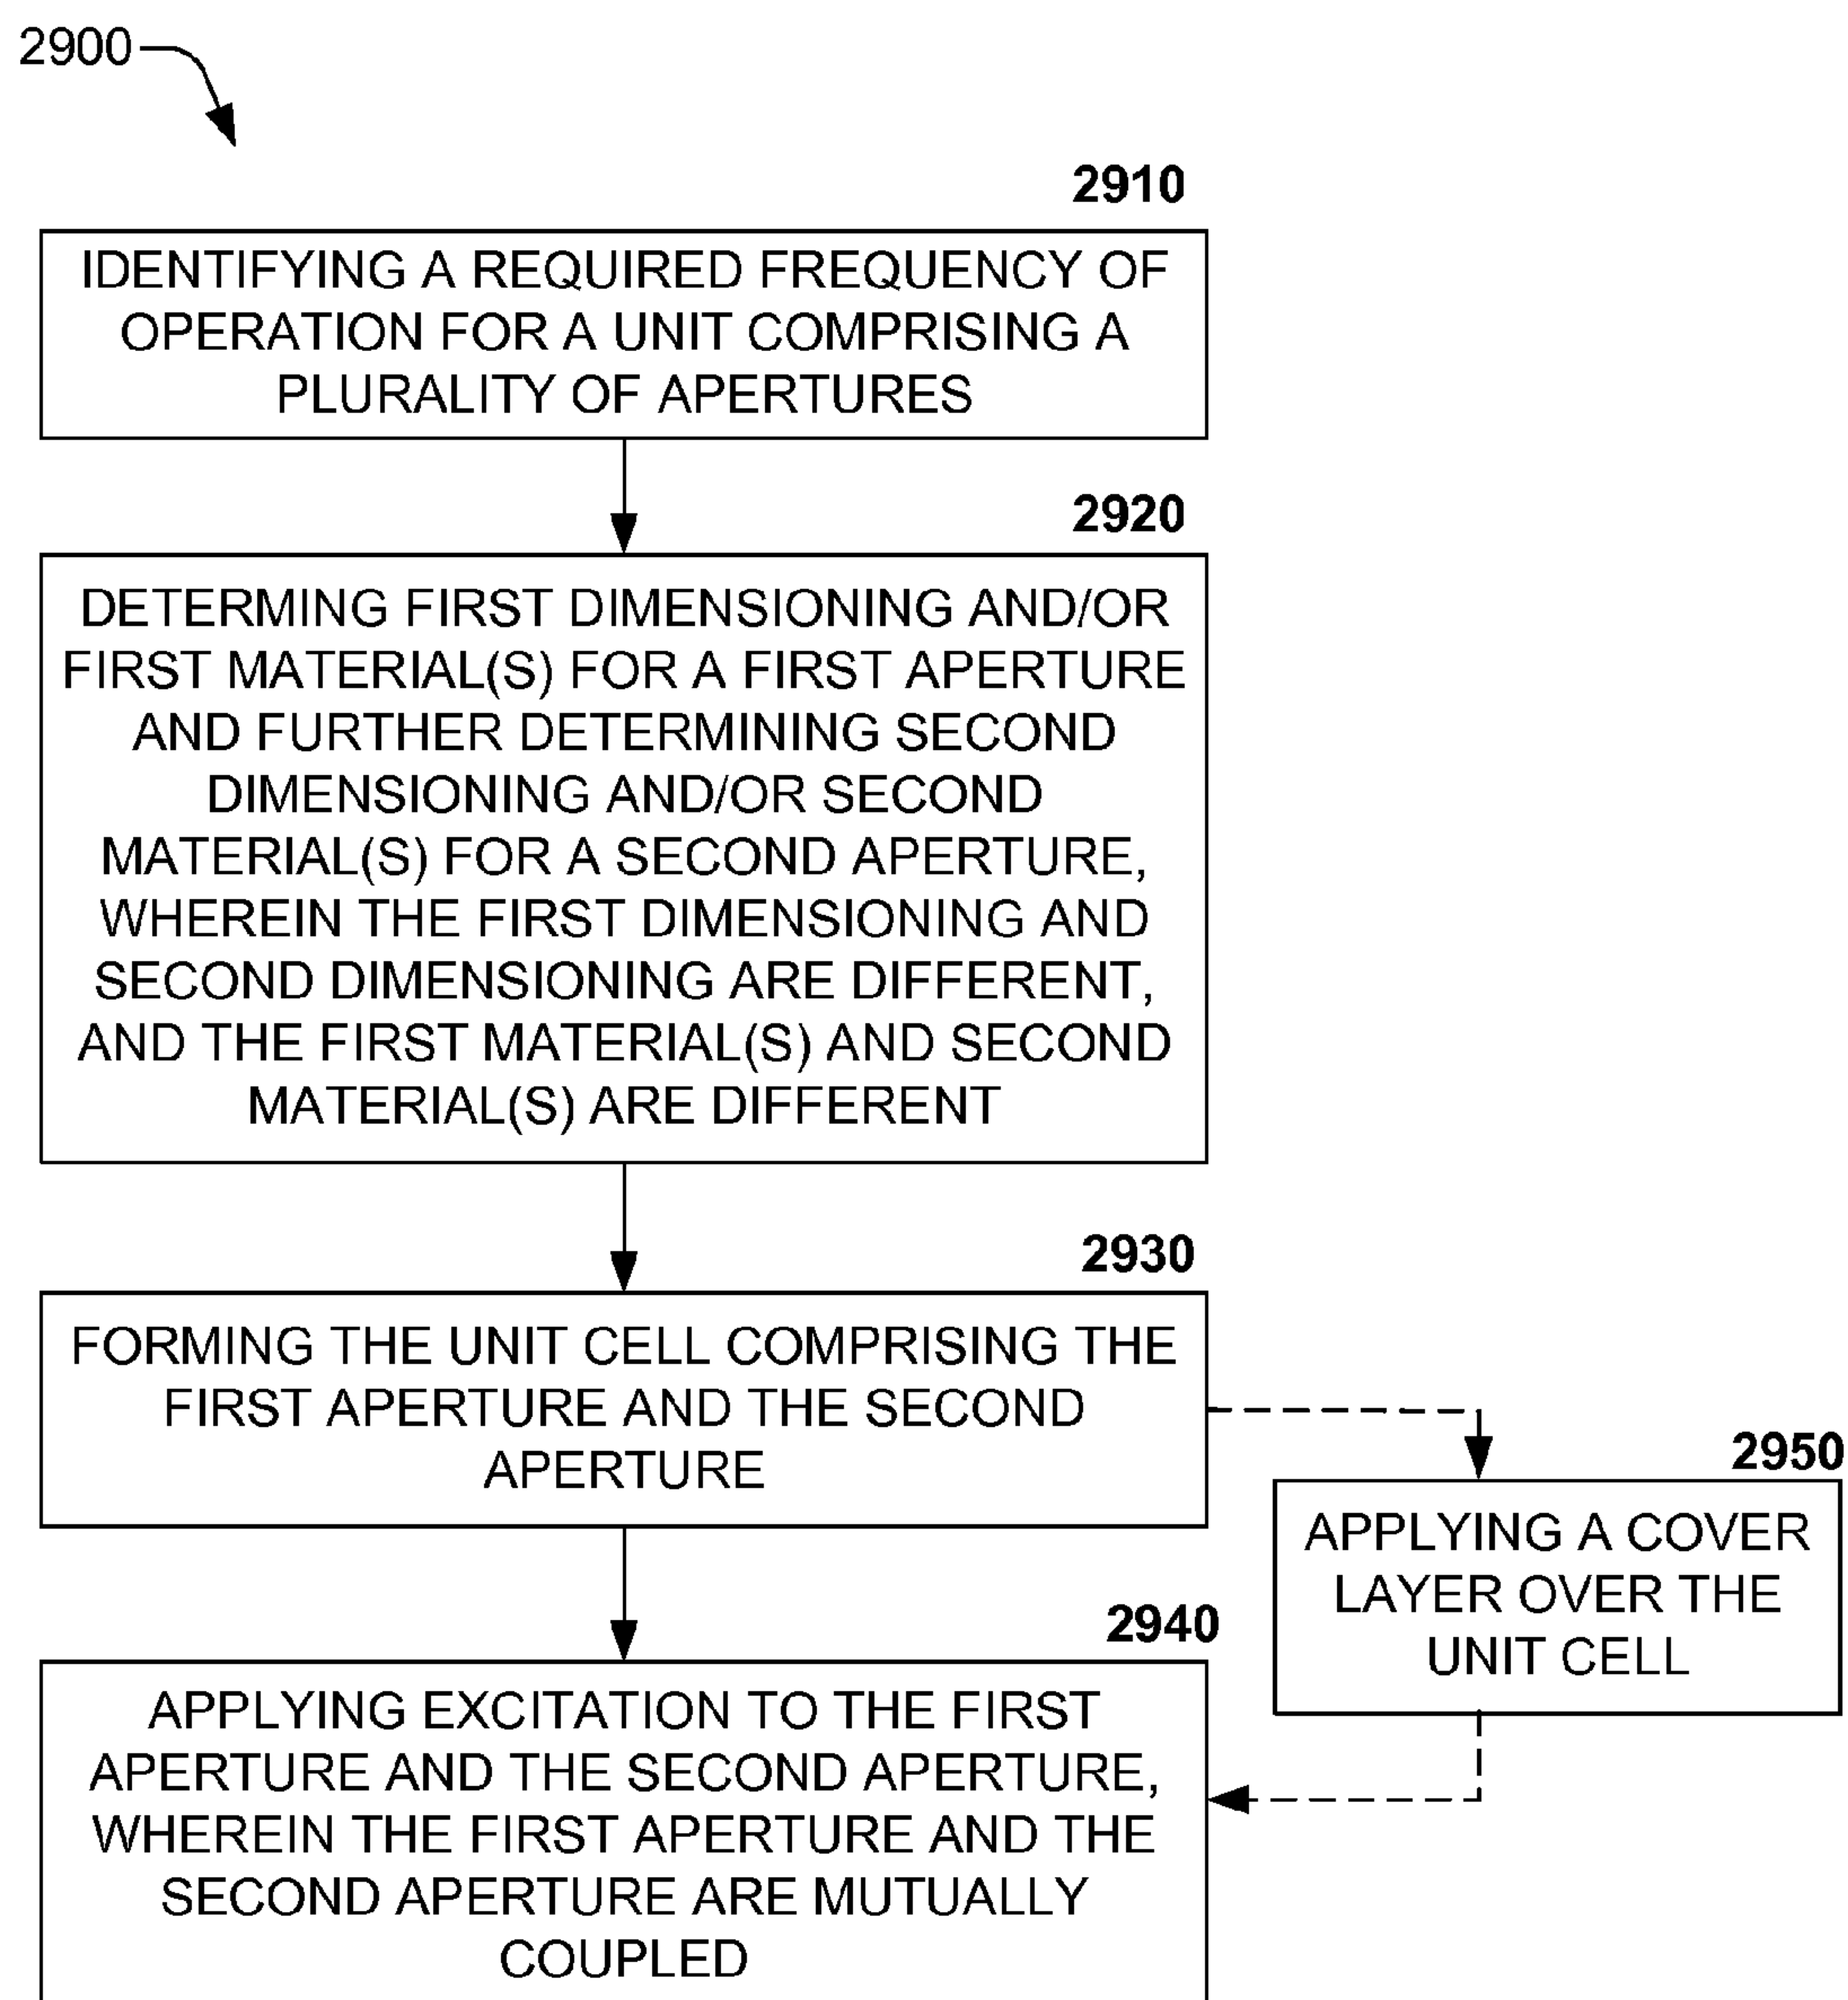 2900
2910
IDENTIFYING A REQUIRED FREQUENCY OF
OPERATION FOR A UNIT COMPRISING A
PLURALITY OF APERTURES
2920
DETERMING FIRST DIMENSIONING AND/OR
FIRST MATERIAL(S) FOR A FIRST APERTURE
AND FURTHER DETERMINING SECOND
DIMENSIONING AND/OR SECOND
MATERIAL(S) FOR A SECOND APERTURE,
WHEREIN THE FIRST DIMENSIONING AND
SECOND DIMENSIONING ARE DIFFERENT,
AND THE FIRST MATERIAL(S) AND SECOND
MATERIAL(S) ARE DIFFERENT
2930
FORMING THE UNIT CELL COMPRISING THE
FIRST APERTURE AND THE SECOND
APERTURE
2950
APPLYING A COVER
LAYER OVER THE
UNIT CELL
2940
APPLYING EXCITATION TO THE FIRST
APERTURE AND THE SECOND APERTURE,
WHEREIN THE FIRST APERTURE AND THE
SECOND APERTURE ARE MUTUALLY
COUPLED